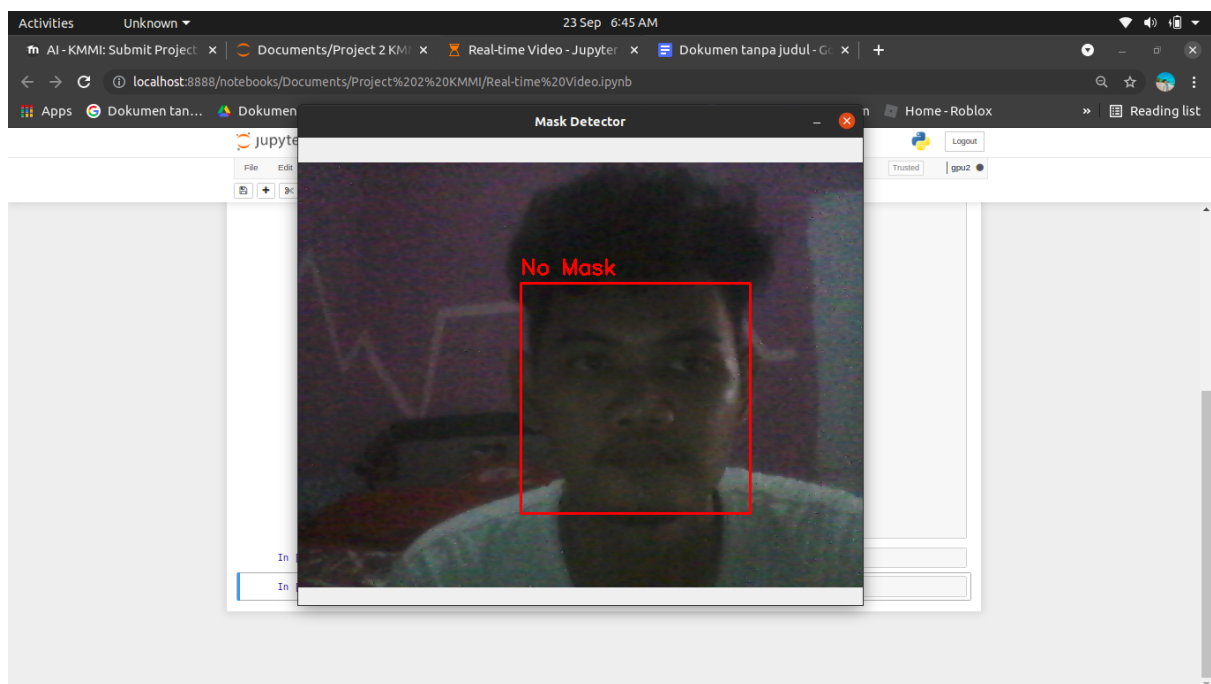 Activities Unknown 23 Sep 6:45 AM
AI - KMMI: Submit Project Documents/Project 2 KM Real-time Video - Jupyter Dokumen tanpa judul - Go
localhost:8888/notebooks/Documents/Project%202%20KMMI/Real-time%20Video.ipynb
Apps Dokumen tan... Dokumen Home - Roblox » Reading list
Mask Detector
jupyte Logout
File Edit Trusted gpu2
No Mask
In [
In [